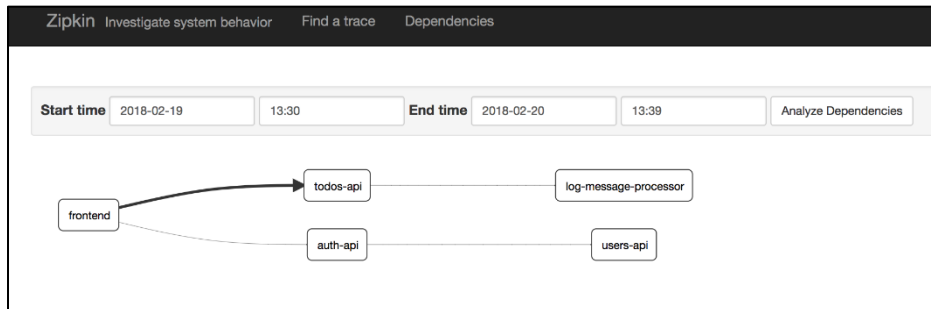 Zipkin Investigate system behavior Find a trace Dependencies
Start time 2018-02-19 13:30 End time 2018-02-20 13:39 Analyze Dependencies
todos-api log-message-processor
frontend
auth-api users-api